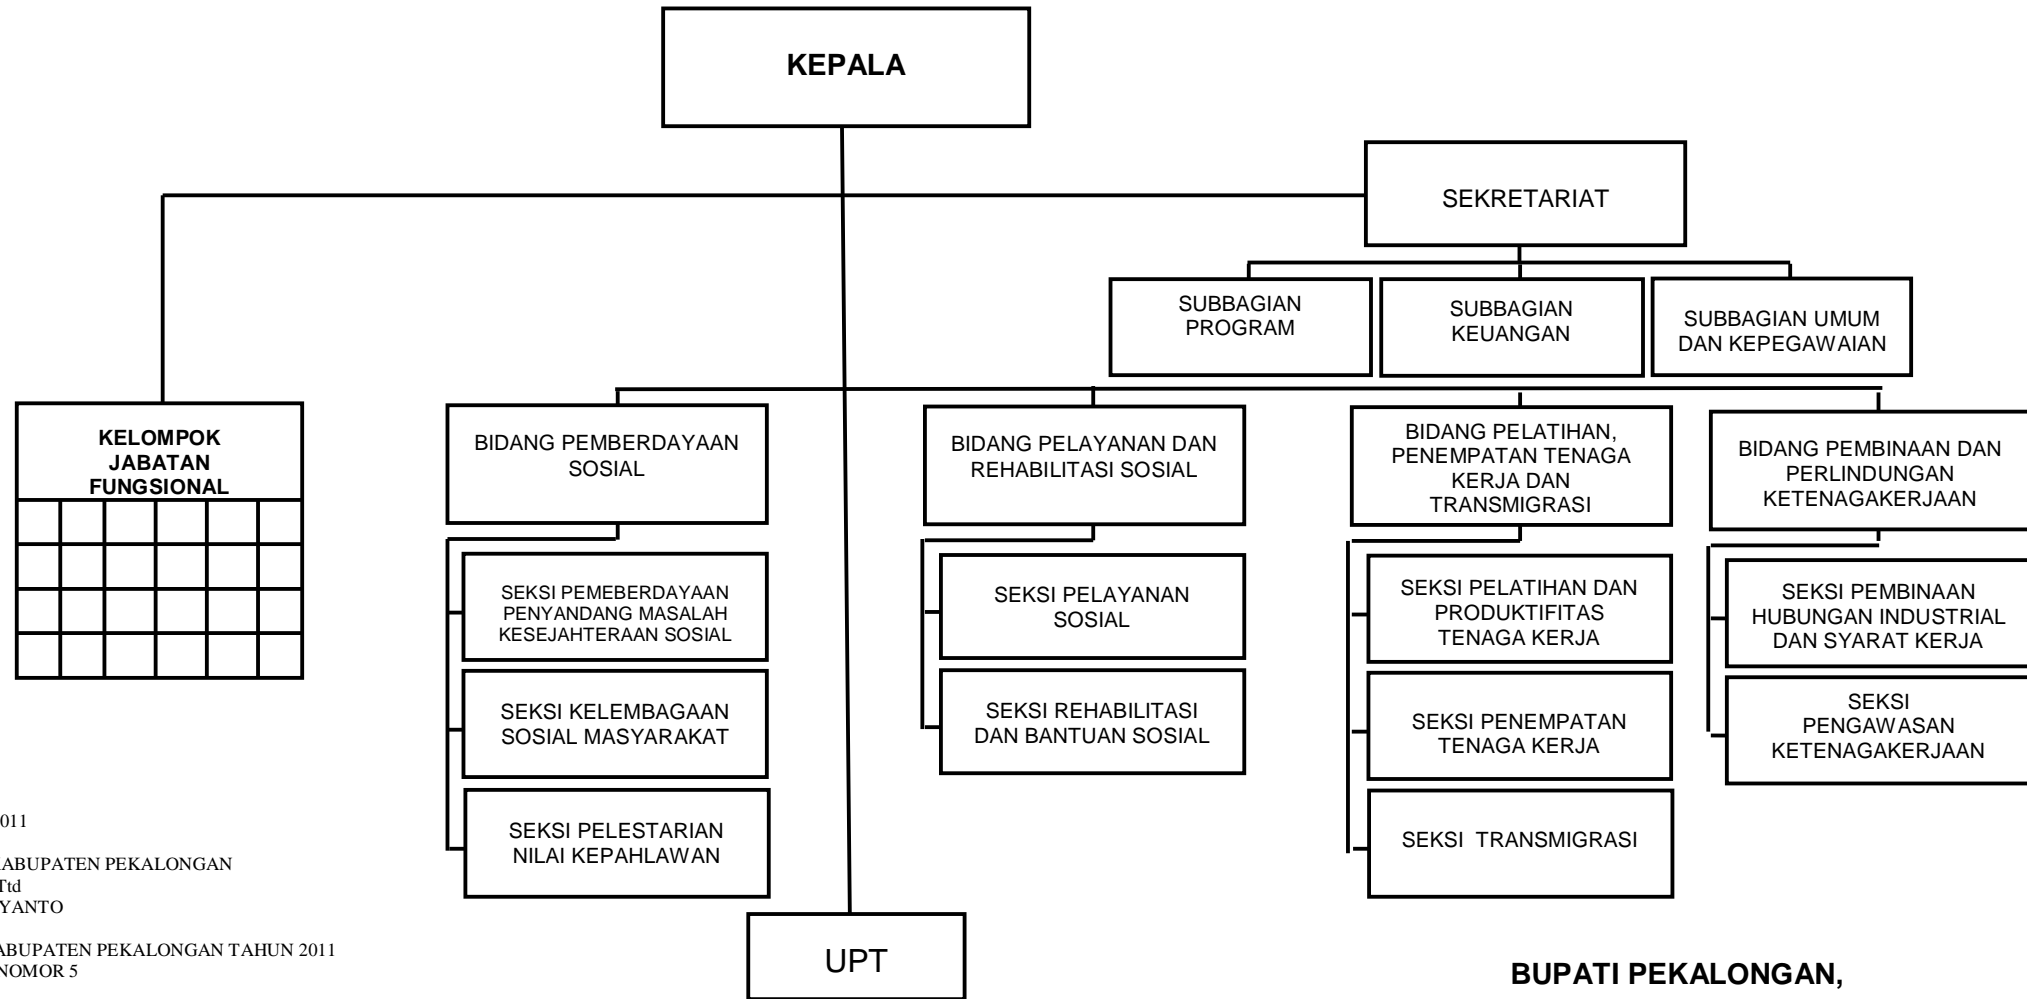 KEPALA
SEKRETARIAT
SUBBAGIAN
PROGRAM
SUBBAGIAN
KEUANGAN
SUBBAGIAN UMUM
DAN KEPEGAWAIAN
KELOMPOK
JABATAN
FUNGSIONAL
BIDANG PEMBERDAYAAN
SOSIAL
BIDANG PELAYANAN DAN
REHABILITASI SOSIAL
BIDANG PELATIHAN,
PENEMPATAN TENAGA
KERJA DAN
TRANSMIGRASI
BIDANG PEMBINAAN DAN
PERLINDUNGAN
KETENAGAKERJAAN
SEKSI PEMEBERDAYAAN
PENYANDANG MASALAH
KESEJAHTERAAN SOSIAL
SEKSI KELEMBAGAAN
SOSIAL MASYARAKAT
SEKSI PELESTARIAN
NILAI KEPAHLAWAN
SEKSI PELAYANAN
SOSIAL
SEKSI REHABILITASI
DAN BANTUAN SOSIAL
SEKSI PELATIHAN DAN
PRODUKTIFITAS
TENAGA KERJA
SEKSI PENEMPATAN
TENAGA KERJA
SEKSI TRANSMIGRASI
SEKSI PEMBINAAN
HUBUNGAN INDUSTRIAL
DAN SYARAT KERJA
SEKSI
PENGAWASAN
KETENAGAKERJAAN
UPT
011
KABUPATEN PEKALONGAN
Ttd
YANTO
ABUPATEN PEKALONGAN TAHUN 2011
NOMOR 5
BUPATI PEKALONGAN,